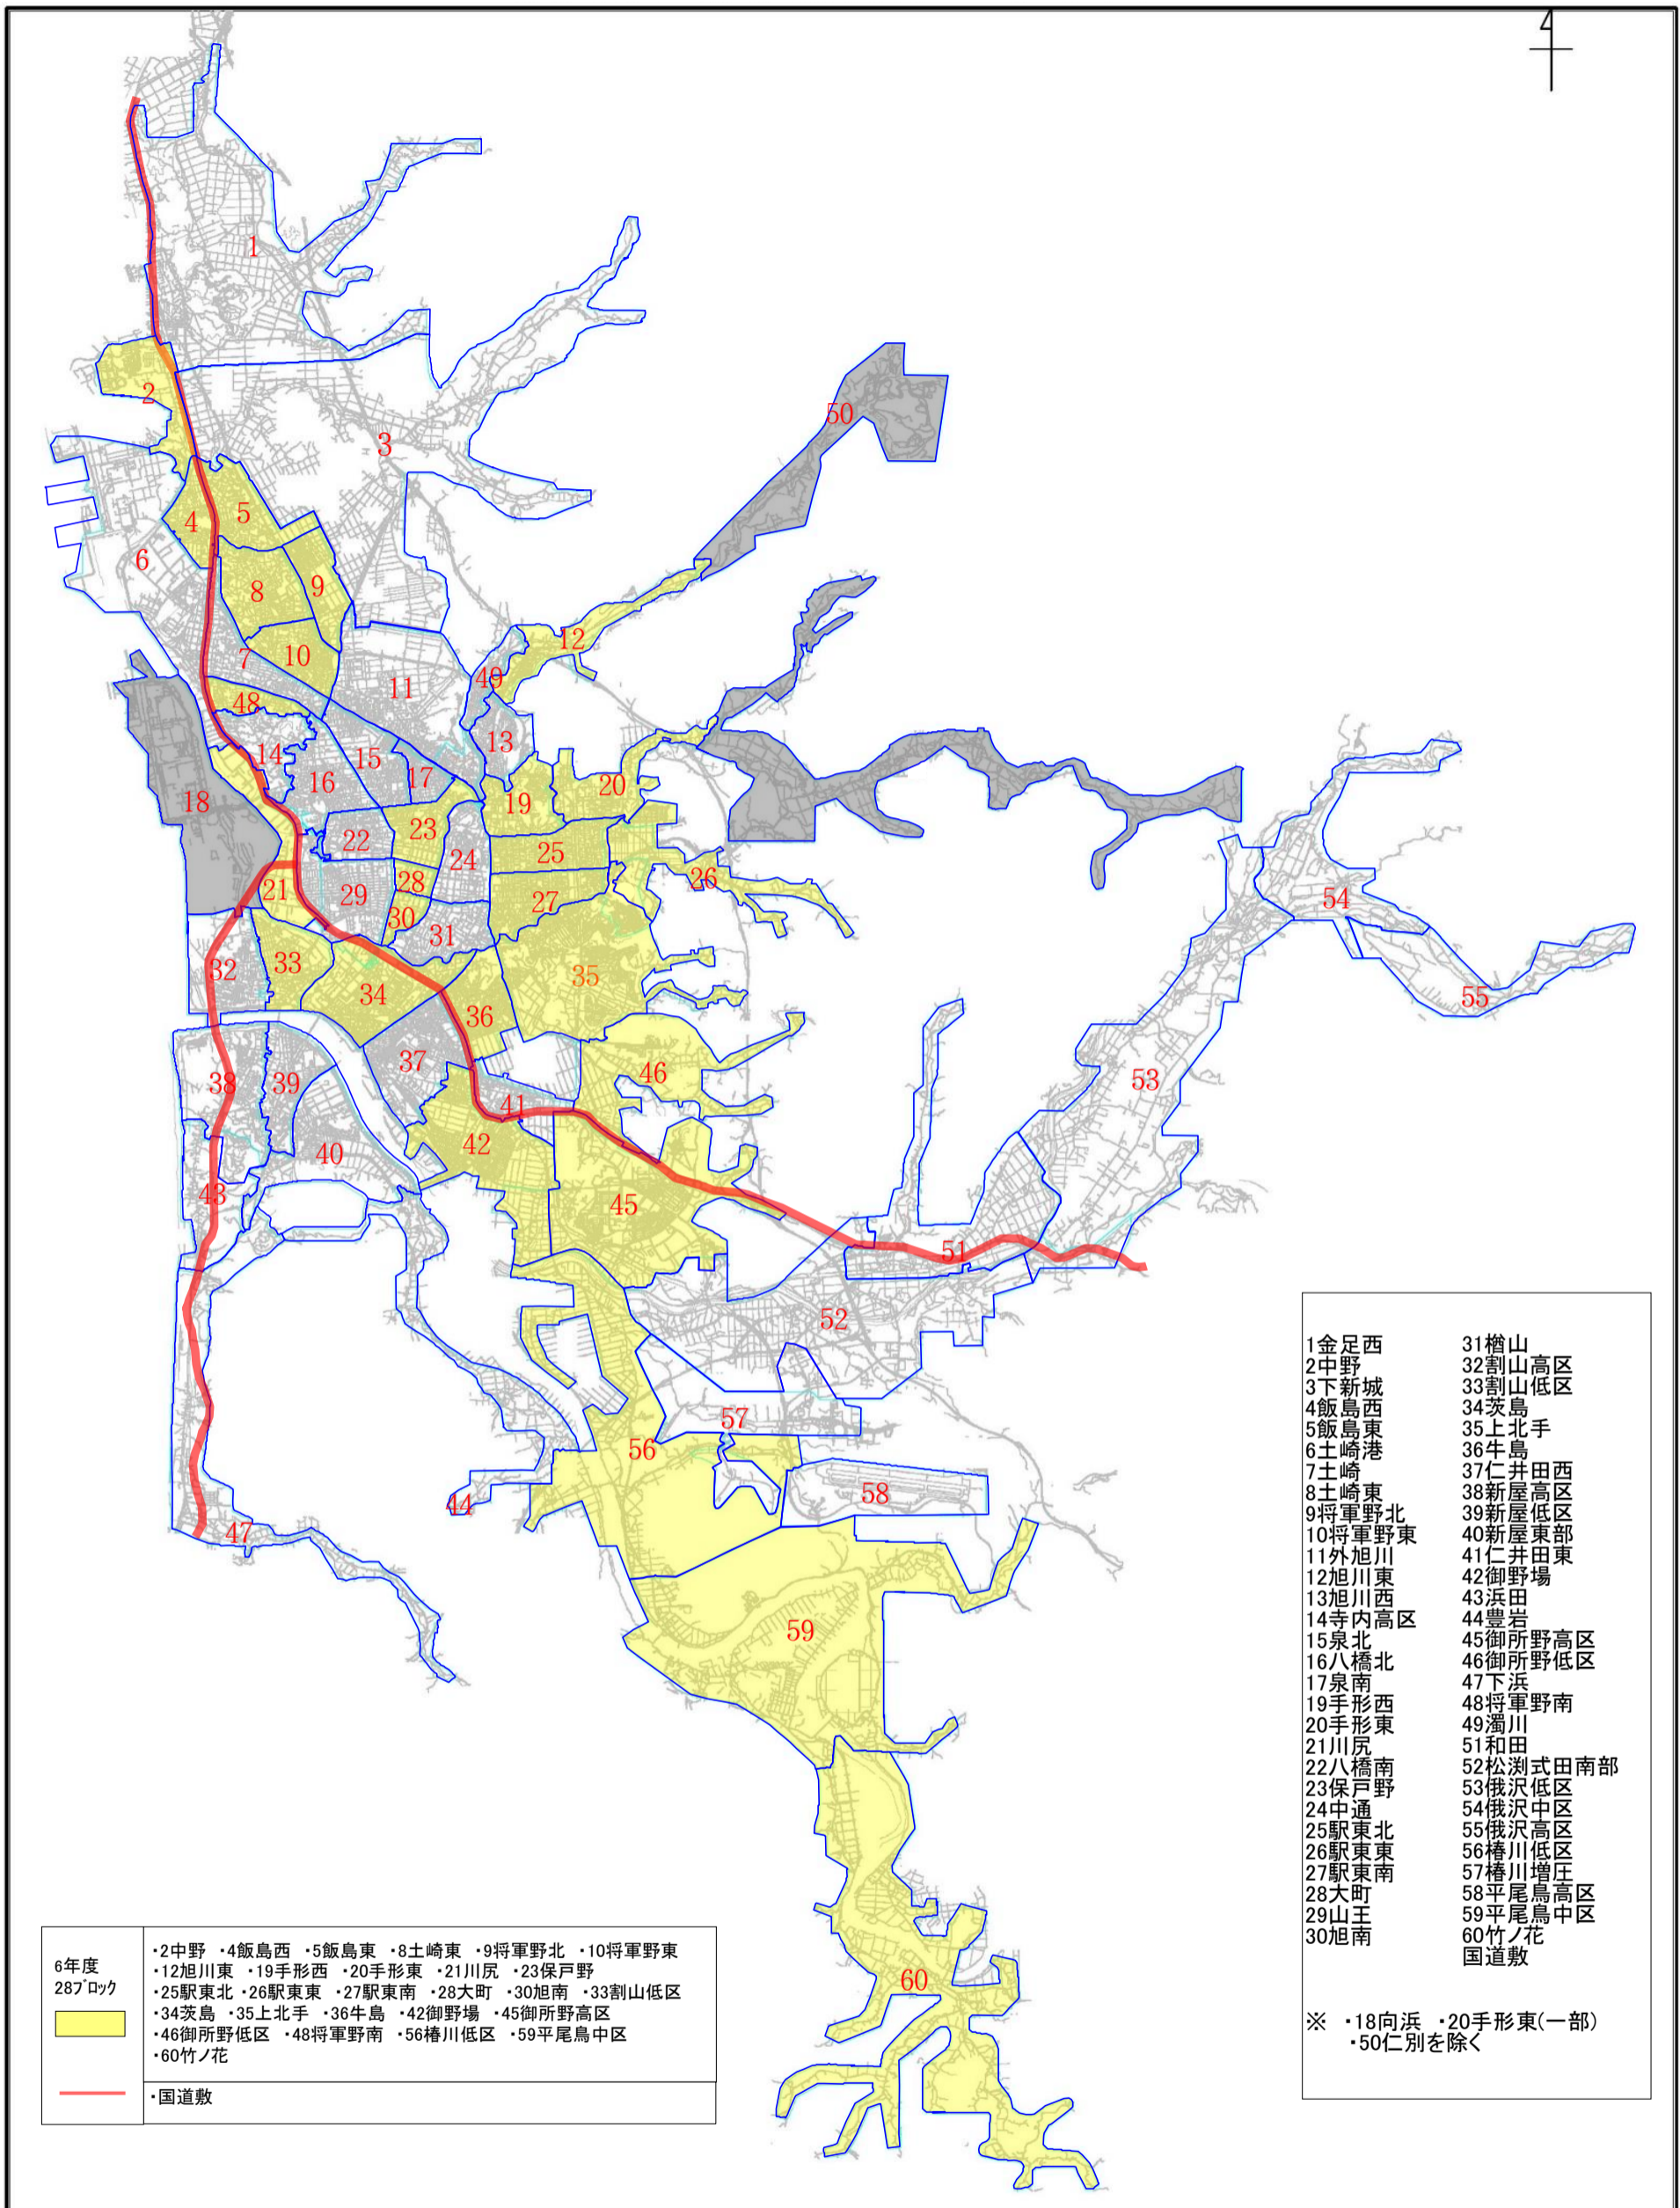 4
1
2
3
50
4
5
6
8
9
12
7
10
49
11
48
14
13
15
16
17
18
20
19
22
23
24
25
21
29
28
26
27
30
31
54
32
33
34
35
36
55
37
46
38
39
41
53
42
40
43
45
51
52
57
56
44
58
47
59
60
1金足西
2中野
3下新城
4飯島西
5飯島東
6土崎港
7土崎
8土崎東
9将軍野北
10将軍野東
11外旭川
12旭川東
13旭川西
14寺内高区
15泉北
16八橋北
17泉南
19手形西
20手形東
21川尻
22八橋南
23保戸野
24中通
25駅東北
26駅東東
27駅東南
28大町
29山王
30旭南
31楢山
32割山高区
33割山低区
34茨島
35上北手
36牛島
37仁井田西
38新屋高区
39新屋低区
40新屋東部
41仁井田東
42御野場
43浜田
44豊岩
45御所野高区
46御所野低区
47下浜
48将軍野南
49濁川
51和田
52松渕式田南部
53俄沢低区
54俄沢中区
55俄沢高区
56椿川低区
57椿川増圧
58平尾鳥高区
59平尾鳥中区
60竹ノ花
国道敷
※ ・18向浜 ・20手形東(一部)
・50仁別を除く
6年度
28ブロック
・2中野 ・4飯島西 ・5飯島東 ・8土崎東 ・9将軍野北 ・10将軍野東
・12旭川東 ・19手形西 ・20手形東 ・21川尻 ・23保戸野
・25駅東北 ・26駅東東 ・27駅東南 ・28大町 ・30旭南 ・33割山低区
・34茨島 ・35上北手 ・36牛島 ・42御野場 ・45御所野高区
・46御所野低区 ・48将軍野南 ・56椿川低区 ・59平尾鳥中区
・60竹ノ花
・国道敷